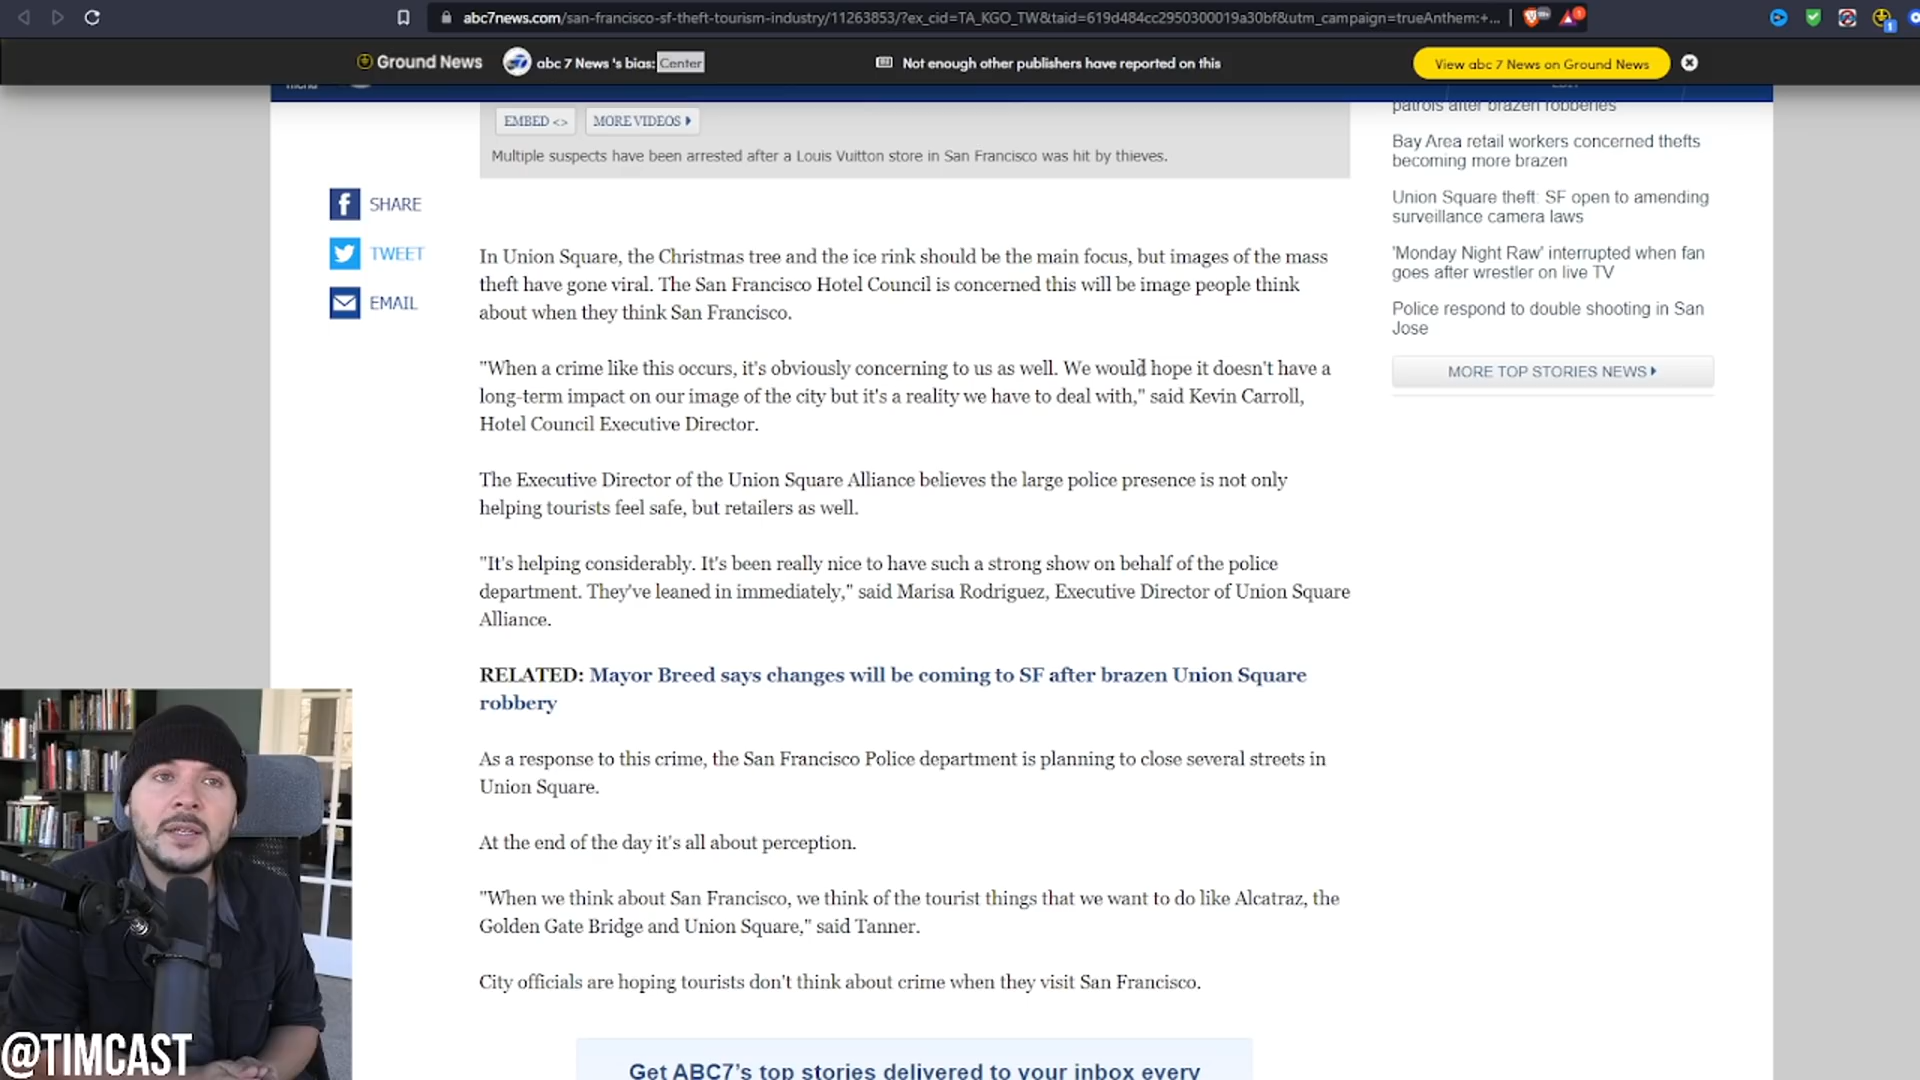 abc7news.com/san-francisco-sf-theft-tourism-industry/11263853/?ex_cid=TA_KGO_TW&taid=619d484cc2950300019a30bf&utm_campaign=trueAnthem:+...
Ground News
abc 7 News 's bias: Center
Not enough other publishers have reported on this
View abc 7 News on Ground News
menu
EMBED <>
MORE VIDEOS
Multiple suspects have been arrested after a Louis Vuitton store in San Francisco was hit by thieves.
SHARE
TWEET
EMAIL
In Union Square, the Christmas tree and the ice rink should be the main focus, but images of the mass
theft have gone viral. The San Francisco Hotel Council is concerned this will be image people think
about when they think San Francisco.
"When a crime like this occurs, it's obviously concerning to us as well. We would hope it doesn't have a
long-term impact on our image of the city but it's a reality we have to deal with," said Kevin Carroll,
Hotel Council Executive Director.
The Executive Director of the Union Square Alliance believes the large police presence is not only
helping tourists feel safe, but retailers as well.
"It's helping considerably. It's been really nice to have such a strong show on behalf of the police
department. They've leaned in immediately," said Marisa Rodriguez, Executive Director of Union Square
Alliance.
RELATED: Mayor Breed says changes will be coming to SF after brazen Union Square
robbery
As a response to this crime, the San Francisco Police department is planning to close several streets in
Union Square.
At the end of the day it's all about perception.
"When we think about San Francisco, we think of the tourist things that we want to do like Alcatraz, the
Golden Gate Bridge and Union Square," said Tanner.
City officials are hoping tourists don't think about crime when they visit San Francisco.
Get ABC7's top stories delivered to your inbox every
patrols after brazen robberies
Bay Area retail workers concerned thefts
becoming more brazen
Union Square theft: SF open to amending
surveillance camera laws
'Monday Night Raw' interrupted when fan
goes after wrestler on live TV
Police respond to double shooting in San
Jose
MORE TOP STORIES NEWS
@TIMCAST